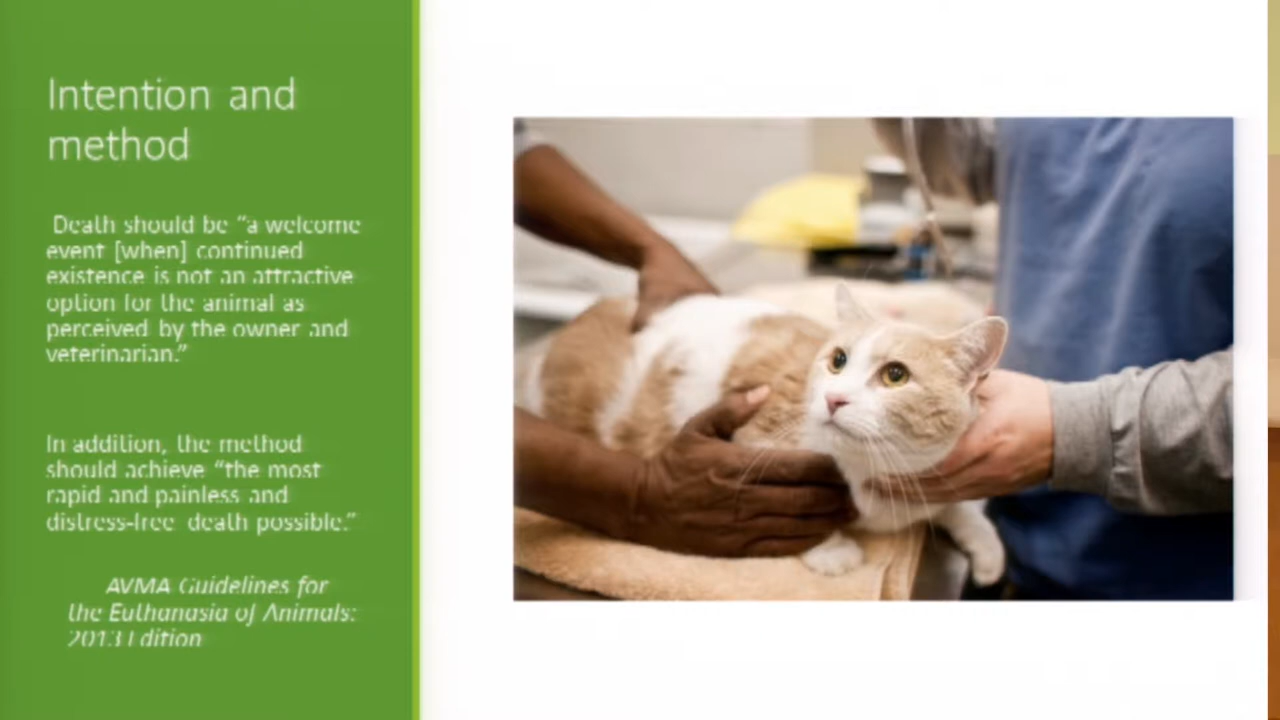 Intention and
method
Death should be “a welcome
event [when] continued
existence is not an attractive
option for the animal as
perceived by the owner and
veterinarian.”
In addition, the method
should achieve “the most
rapid and painless and
distress-free death possible.”
AVMA Guidelines for
the Euthanasia of Animals:
2013 Edition